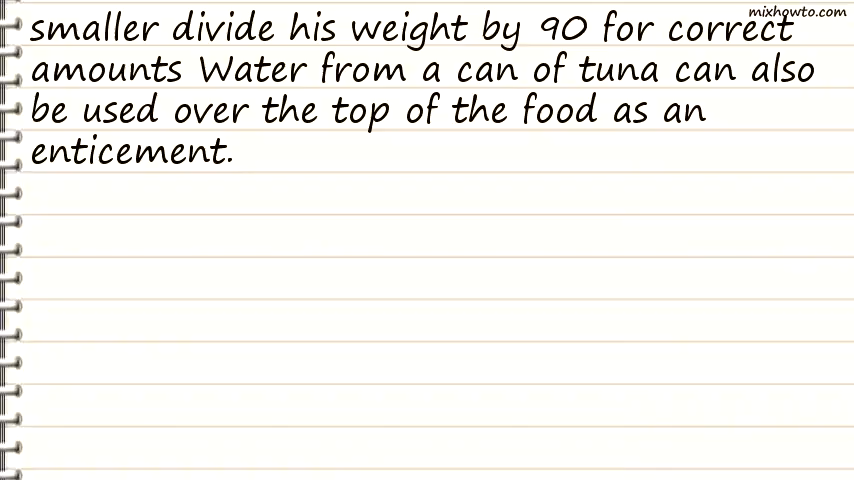 mixhowto.com
smaller divide his weight by 90 for correct
amounts Water from a can of tuna can also
be used over the top of the food as an
enticement.